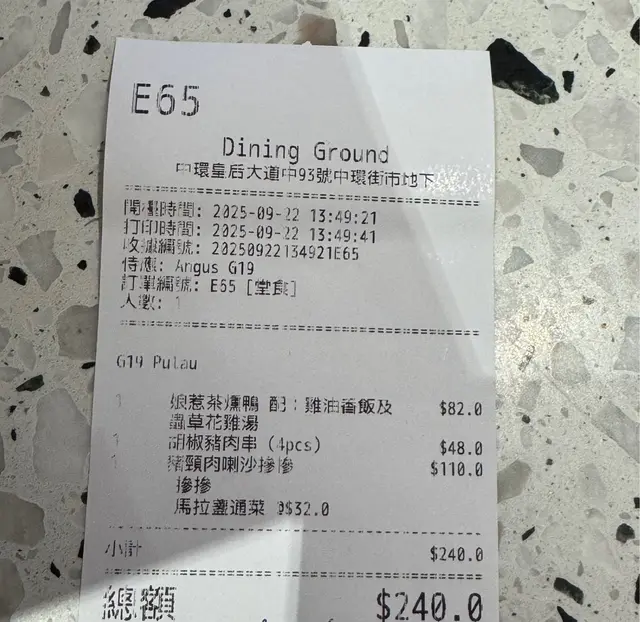 E65
Dining Ground
中環皇后大道中93號中環街市地下
開檯時間: 2025-09-22 13:49:21
打印時間: 2025-09-22 13:49:41
收據編號: 20250922134921E65
侍應: Angus G19
訂單編號: E65 [堂食]
人數: 1
G19 Pulau
1 娘惹茶燻鴨 配：雞油香飯及 $82.0
蟲草花雞湯
1 胡椒豬肉串 (4pcs) $48.0
1 豬頸肉喇沙撈撈 $110.0
馬拉盞通菜 @$32.0
小計 $240.0
總額 $240.0